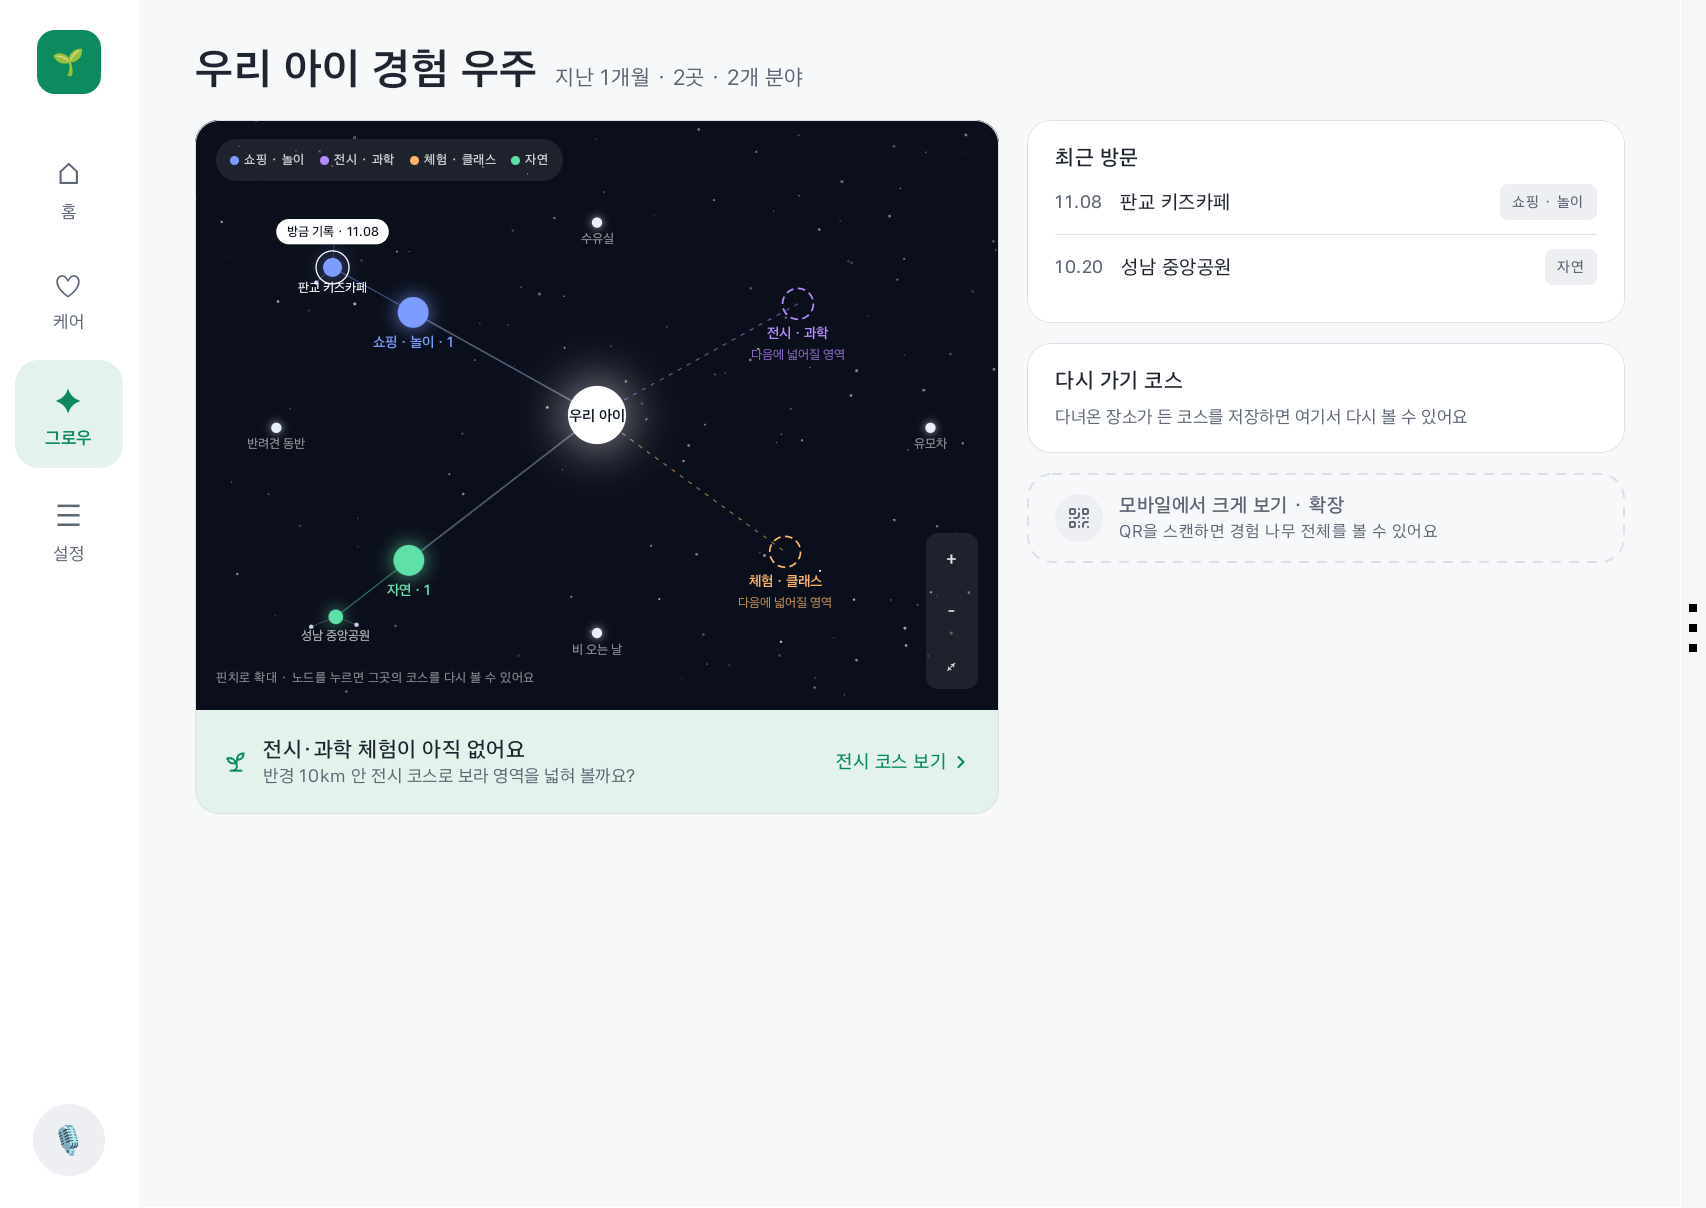 홈
케어
그로우
설정
우리 아이 경험 우주
지난 1개월 · 2곳 · 2개 분야
쇼핑 · 놀이
전시 · 과학
체험 · 클래스
자연
방금 기록 · 11.08
판교 키즈카페
쇼핑 · 놀이 · 1
수유실
전시 · 과학
다음에 넓어질 영역
우리 아이
반려견 동반
유모차
자연 · 1
성남 중앙공원
체험 · 클래스
다음에 넓어질 영역
비 오는 날
+
-
핀치로 확대 · 노드를 누르면 그곳의 코스를 다시 볼 수 있어요
전시·과학 체험이 아직 없어요
반경 10km 안 전시 코스로 보라 영역을 넓혀 볼까요?
전시 코스 보기
최근 방문
11.08 판교 키즈카페 쇼핑 · 놀이
10.20 성남 중앙공원 자연
다시 가기 코스
다녀온 장소가 든 코스를 저장하면 여기서 다시 볼 수 있어요
모바일에서 크게 보기 · 확장
QR을 스캔하면 경험 나무 전체를 볼 수 있어요